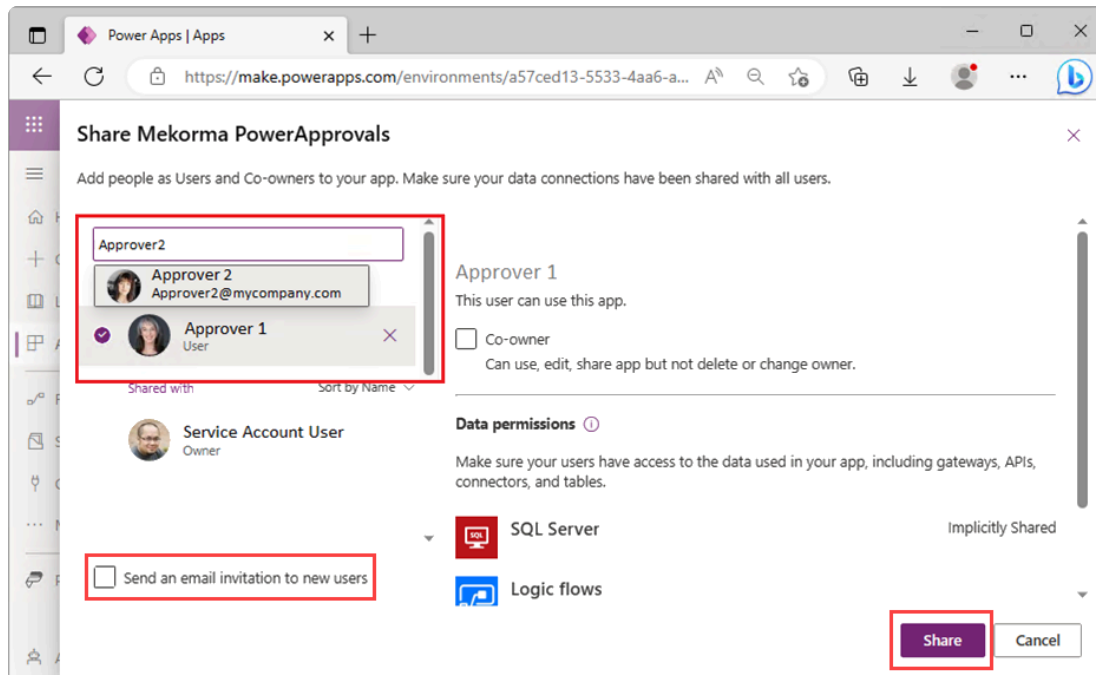 Power Apps | Apps
https://make.powerapps.com/environments/a57ced13-5533-4aa6-a...
Share Mekorma PowerApprovals
Add people as Users and Co-owners to your app. Make sure your data connections have been shared with all users.
Approver2
Approver 2
Approver2@mycompany.com
Approver 1
User
Shared with
Sort by Name
Service Account User
Owner
Send an email invitation to new users
Approver 1
This user can use this app.
Co-owner
Can use, edit, share app but not delete or change owner.
Data permissions
Make sure your users have access to the data used in your app, including gateways, APIs,
connectors, and tables.
SQL
SQL Server
Implicitly Shared
Logic flows
Share
Cancel